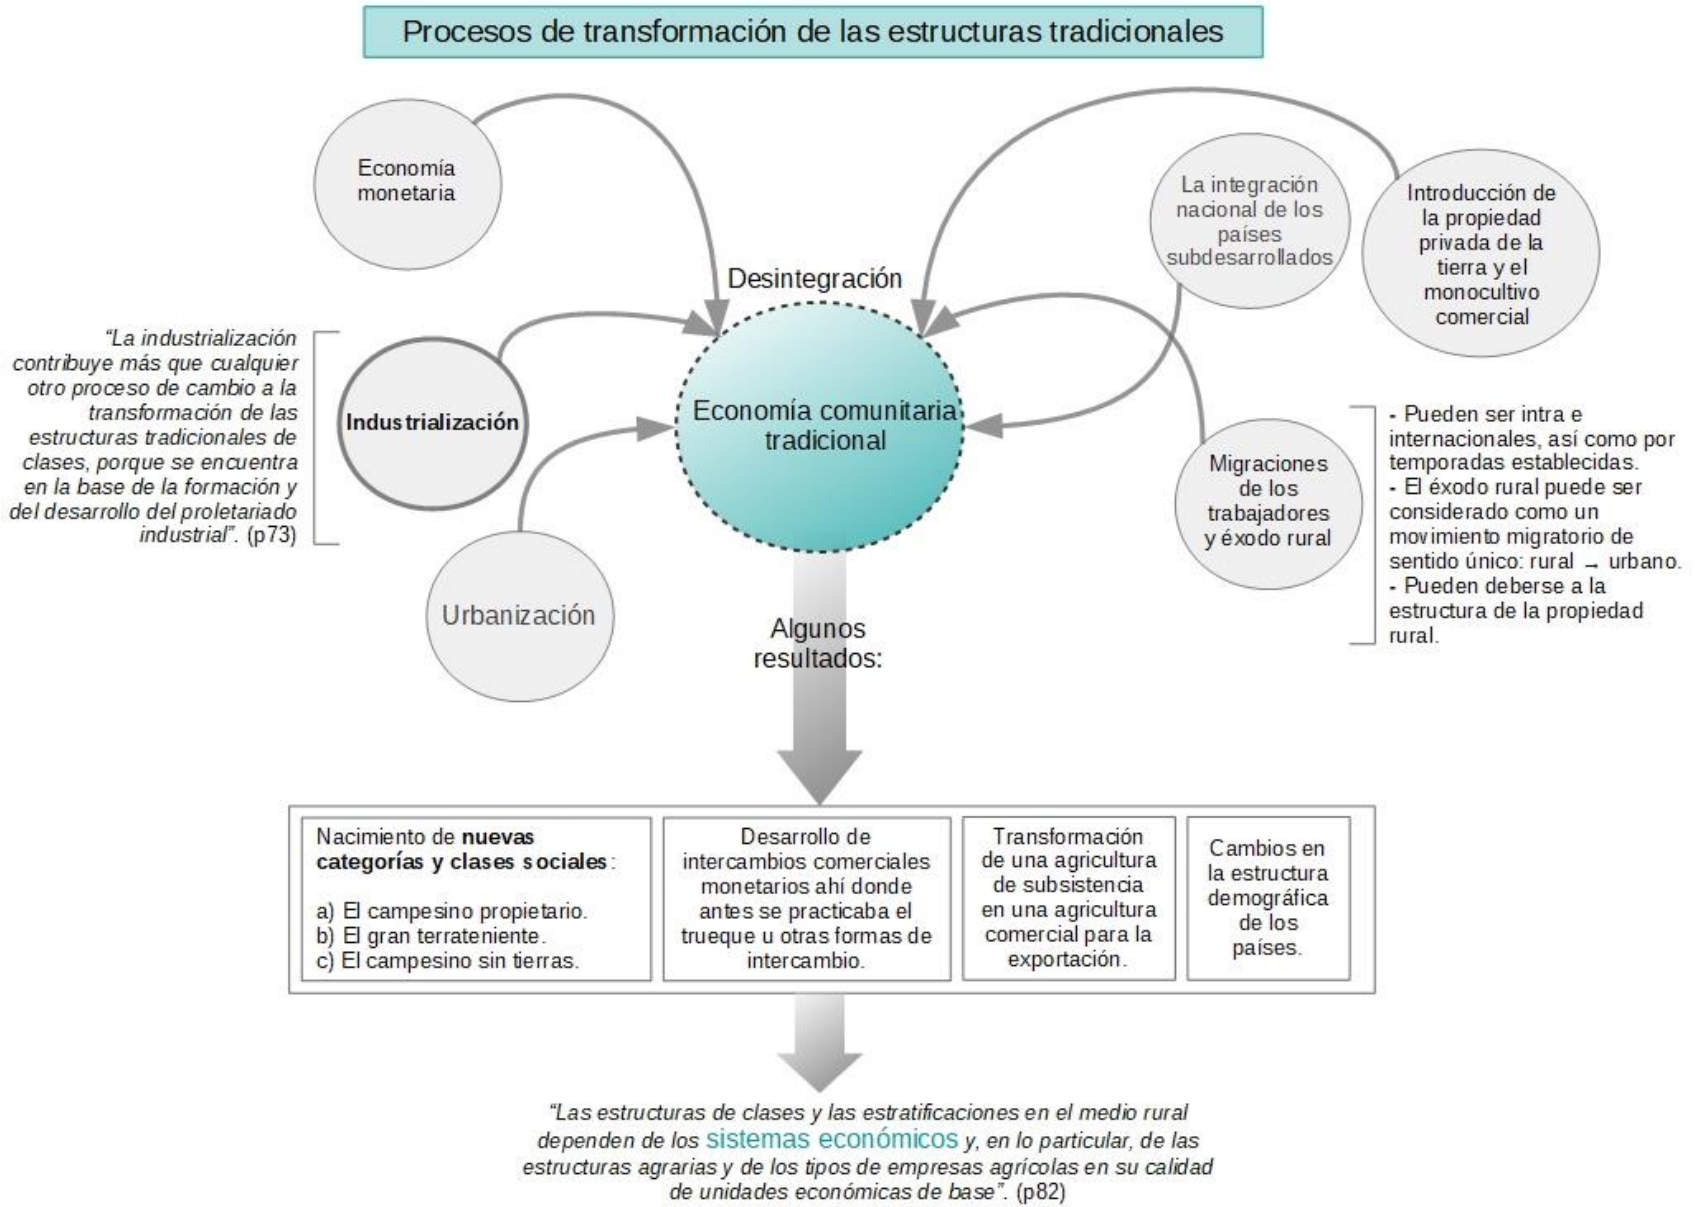 Procesos de transformación de las estructuras tradicionales
Economía
monetaria
La integración
nacional de los
países
subdesarrollados
Introducción de
la propiedad
privada de la
tierra y el
monocultivo
comercial
Desintegración
“La industrialización
contribuye más que cualquier
otro proceso de cambio a la
transformación de las
estructuras tradicionales de
clases, porque se encuentra
en la base de la formación y
del desarrollo del proletariado
industrial”. (p73)
Industrialización
Economía comunitaria
tradicional
Migraciones
de los
trabajadores
y éxodo rural
- Pueden ser intra e
internacionales, así como por
temporadas establecidas.
- El éxodo rural puede ser
considerado como un
movimiento migratorio de
sentido único: rural → urbano.
- Pueden deberse a la
estructura de la propiedad
rural.
Urbanización
Algunos
resultados:
Nacimiento de nuevas
categorías y clases sociales:
a) El campesino propietario.
b) El gran terrateniente.
c) El campesino sin tierras.
Desarrollo de
intercambios comerciales
monetarios ahí donde
antes se practicaba el
trueque u otras formas de
intercambio.
Transformación
de una agricultura
de subsistencia
en una agricultura
comercial para la
exportación.
Cambios en
la estructura
demográfica
de los
países.
“Las estructuras de clases y las estratificaciones en el medio rural
dependen de los sistemas económicos y, en lo particular, de las
estructuras agrarias y de los tipos de empresas agrícolas en su calidad
de unidades económicas de base”. (p82)